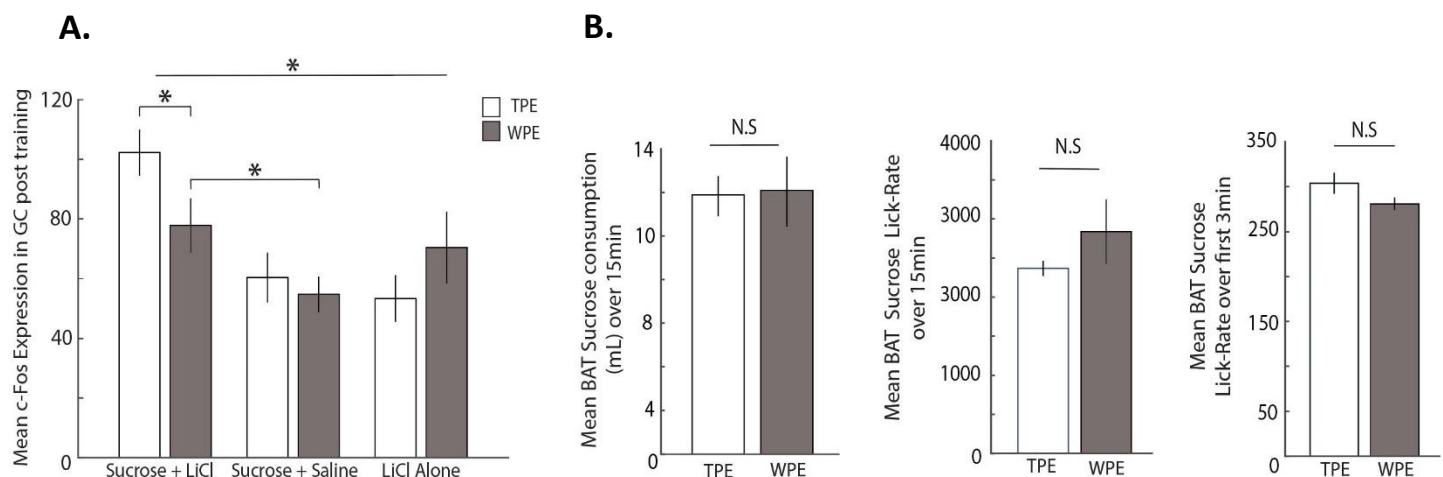 A.
Mean c-Fos Expression in GC post training
120
80
40
0
*
*
*
TPE
WPE
Sucrose + LiCl
Sucrose + Saline
LiCl Alone
B.
Mean BAT Sucrose consumption
(mL) over 15min
14
12
10
8
6
4
0
N.S
TPE
WPE
Mean BAT Sucrose Lick-Rate
over 15min
4000
3000
3000
1000
0
N.S
TPE
WPE
Mean BAT Sucrose
Lick-Rate over first 3min
350
250
150
50
0
N.S
TPE
WPE